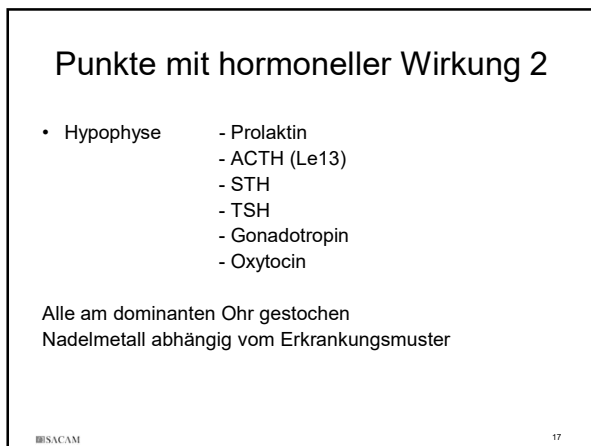 Punkte mit hormoneller Wirkung 2
• Hypophyse - Prolaktin
- ACTH (Le13)
- STH
- TSH
- Gonadotropin
- Oxytocin
Alle am dominanten Ohr gestochen
Nadelmetall abhängig vom Erkrankungsmuster
SACAM
17